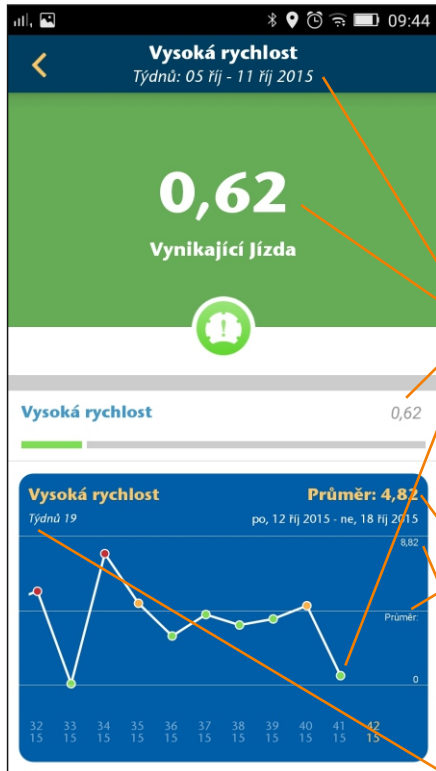 09:44
Vysoká rychlost
Týdnů: 05 říj - 11 říj 2015
0,62
Vynikající Jízda
Vysoká rychlost 0,62
Vysoká rychlost Průměr: 4,82
Týdnů 19 po, 12 říj 2015 - ne, 18 říj 2015
8,82
Průměr:
0
32 33 34 35 36 37 38 39 40 41 42
15 15 15 15 15 15 15 15 15 15 15